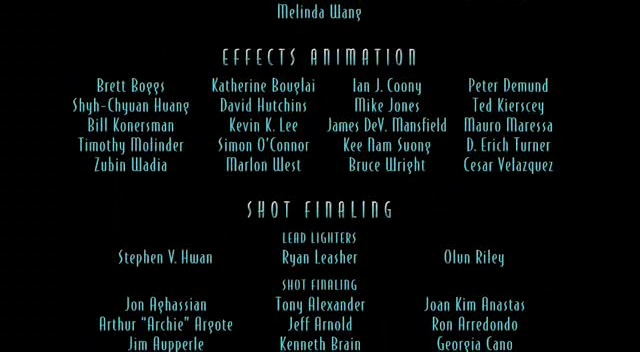 Melinda Wang
EFFECTS ANIMATION
Brett Boggs Katherine Bouglai Ian J. Coony Peter Demund
Shyh-Chyuan Huang David Hutchins Mike Jones Ted Kierscey
Bill Konersman Kevin K. Lee James DeV. Mansfield Mauro Maressa
Timothy Molinder Simon O'Connor Kee Nam Suong D. Erich Turner
Zubin Wadia Marlon West Bruce Wright Cesar Velazquez
SHOT FINALING
LEAD LIGHTERS
Stephen V. Hwan Ryan Leasher Olun Riley
SHOT FINALING
Jon Aghassian Tony Alexander Joan Kim Anastas
Arthur "Archie" Argote Jeff Arnold Ron Arredondo
Jim Aupperle Kenneth Brain Georgia Cano